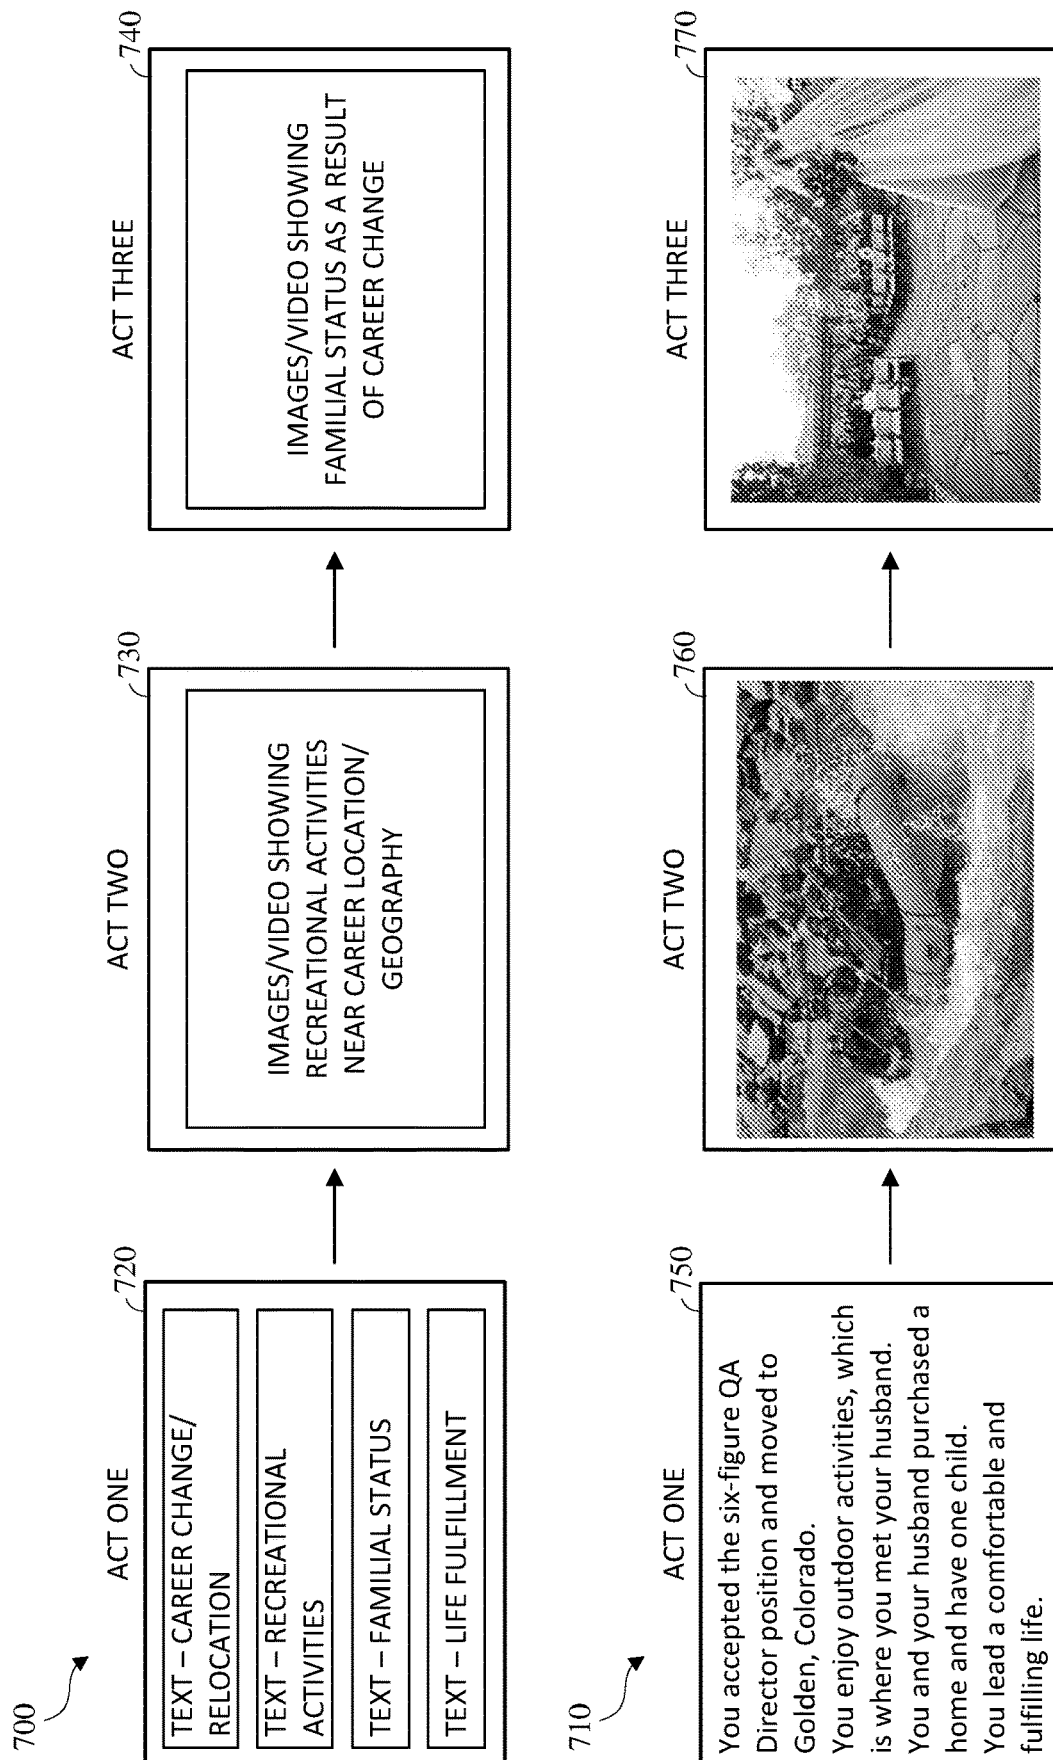 700
ACT ONE
720
TEXT – CAREER CHANGE/
RELOCATION
TEXT – RECREATIONAL
ACTIVITIES
TEXT – FAMILIAL STATUS
TEXT – LIFE FULFILLMENT
ACT TWO
730
IMAGES/VIDEO SHOWING
RECREATIONAL ACTIVITIES
NEAR CAREER LOCATION/
GEOGRAPHY
ACT THREE
740
IMAGES/VIDEO SHOWING
FAMILIAL STATUS AS A RESULT
OF CAREER CHANGE
710
ACT ONE
750
You accepted the six-figure QA
Director position and moved to
Golden, Colorado.
You enjoy outdoor activities, which
is where you met your husband.
You and your husband purchased a
home and have one child.
You lead a comfortable and
fulfilling life.
ACT TWO
760
ACT THREE
770